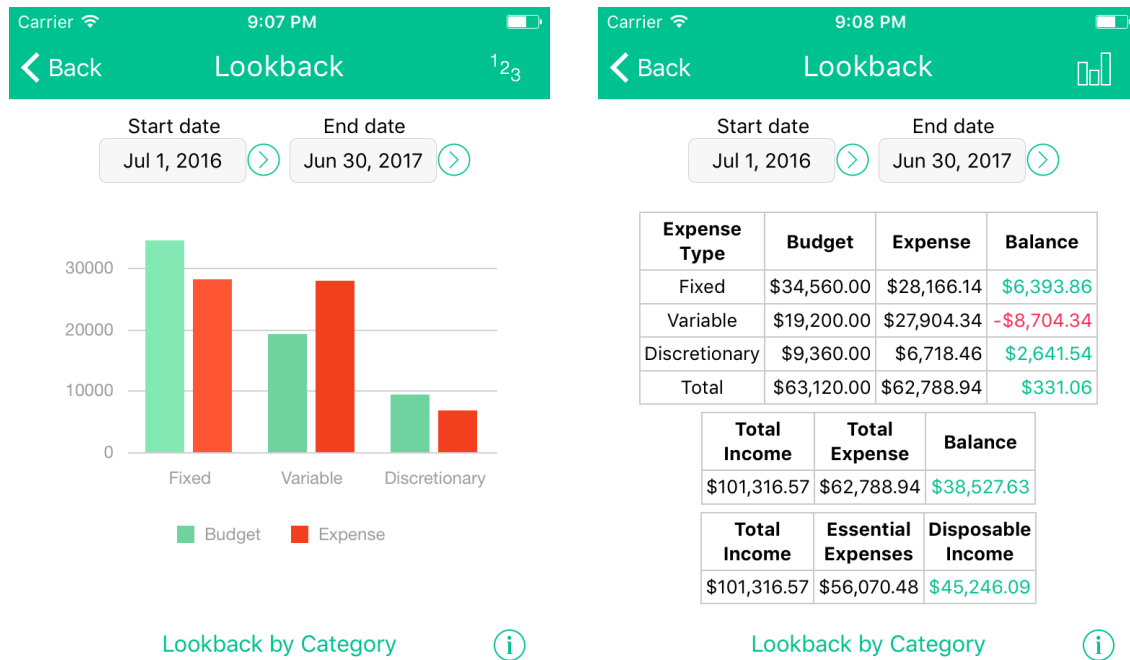 Carrier 9:07 PM
Back Lookback 123
Start date End date
Jul 1, 2016 Jun 30, 2017
30000
20000
10000
0
Fixed Variable Discretionary
Budget Expense
Lookback by Category i
Carrier 9:08 PM
Back Lookback
Start date End date
Jul 1, 2016 Jun 30, 2017
Expense
Type Budget Expense Balance
Fixed $34,560.00 $28,166.14 $6,393.86
Variable $19,200.00 $27,904.34 -$8,704.34
Discretionary $9,360.00 $6,718.46 $2,641.54
Total $63,120.00 $62,788.94 $331.06
Total Total
Income Expense Balance
$101,316.57 $62,788.94 $38,527.63
Total Essential Disposable
Income Expenses Income
$101,316.57 $56,070.48 $45,246.09
Lookback by Category i